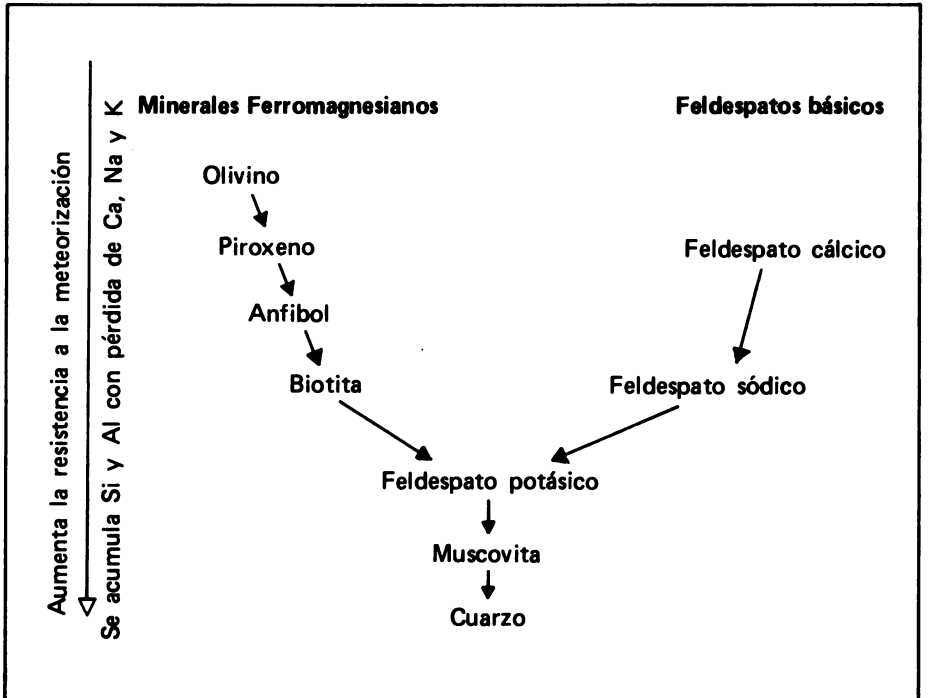 Aumenta la resistencia a la meteorización
Se acumula Si y Al con pérdida de Ca, Na y K
Minerales Ferromagnesianos
Feldespatos básicos
Olivino
Piroxeno
Feldespato cálcico
Anfibol
Biotita
Feldespato sódico
Feldespato potásico
Muscovita
Cuarzo